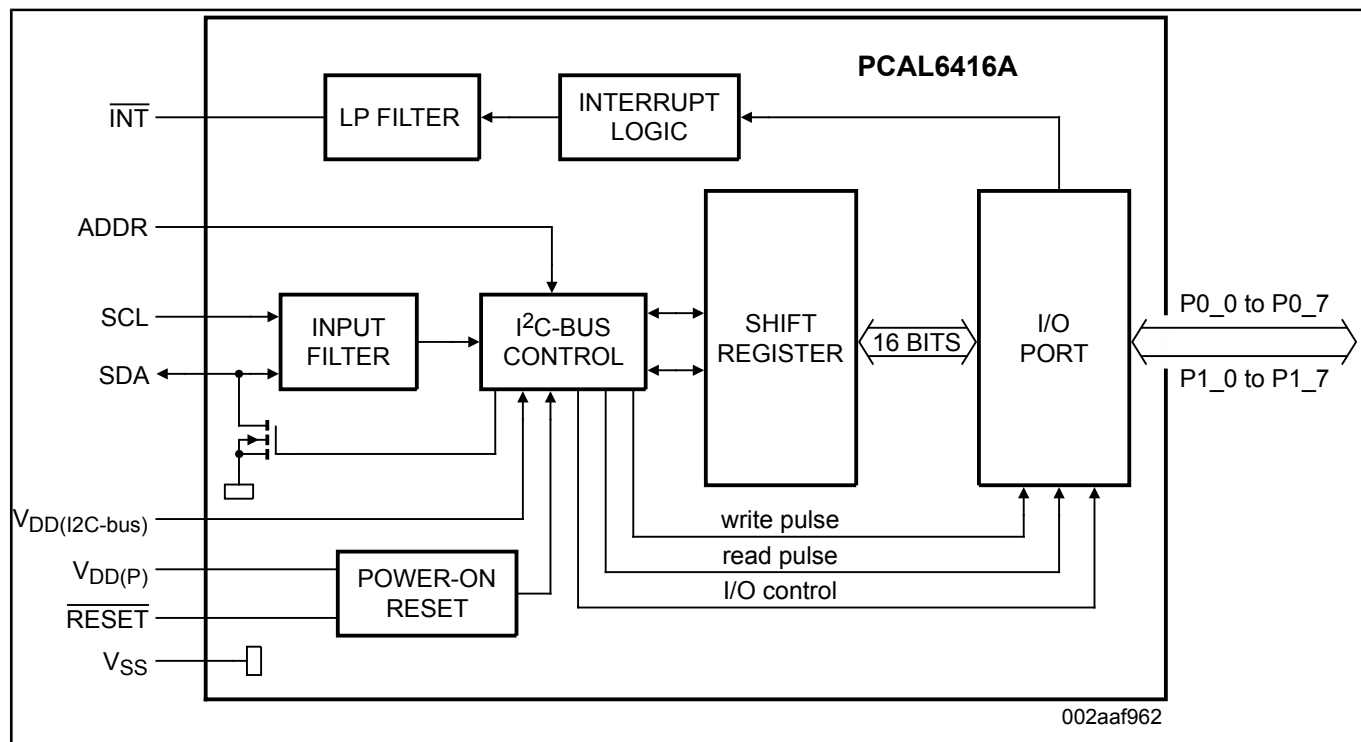 PCAL6416A
INT
LP FILTER
INTERRUPT
LOGIC
ADDR
SCL
SDA
INPUT
FILTER
I2C-BUS
CONTROL
SHIFT
REGISTER
16 BITS
I/O
PORT
P0_0 to P0_7
P1_0 to P1_7
VDD(I2C-bus)
write pulse
VDD(P)
read pulse
POWER-ON
RESET
I/O control
RESET
VSS
002aaf962